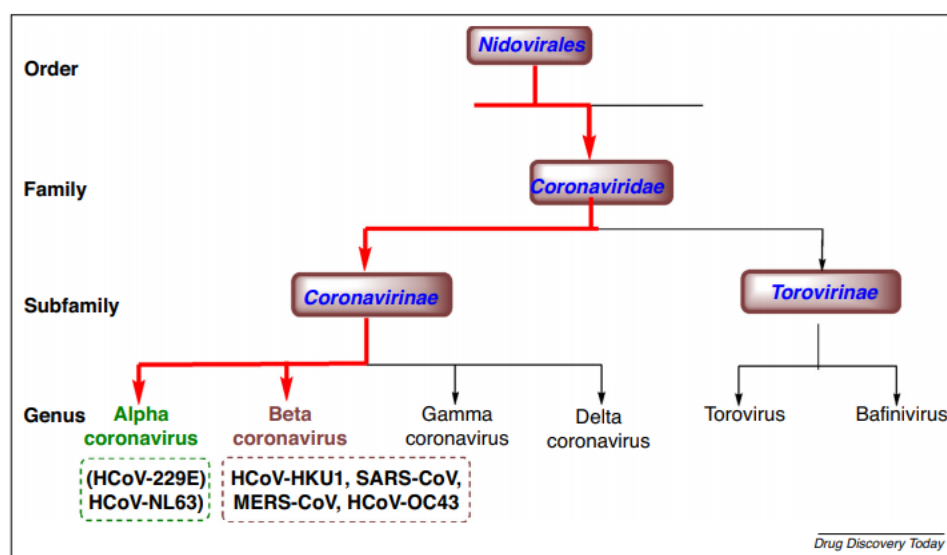 Nidovirales
Order
Family
Coronaviridae
Subfamily
Coronavirinae
Torovirinae
Genus
Alpha
coronavirus
Beta
coronavirus
Gamma
coronavirus
Delta
coronavirus
Torovirus
Bafinivirus
(HCoV-229E)
HCoV-NL63)
HCoV-HKU1, SARS-CoV,
MERS-CoV, HCoV-OC43
Drug Discovery Today